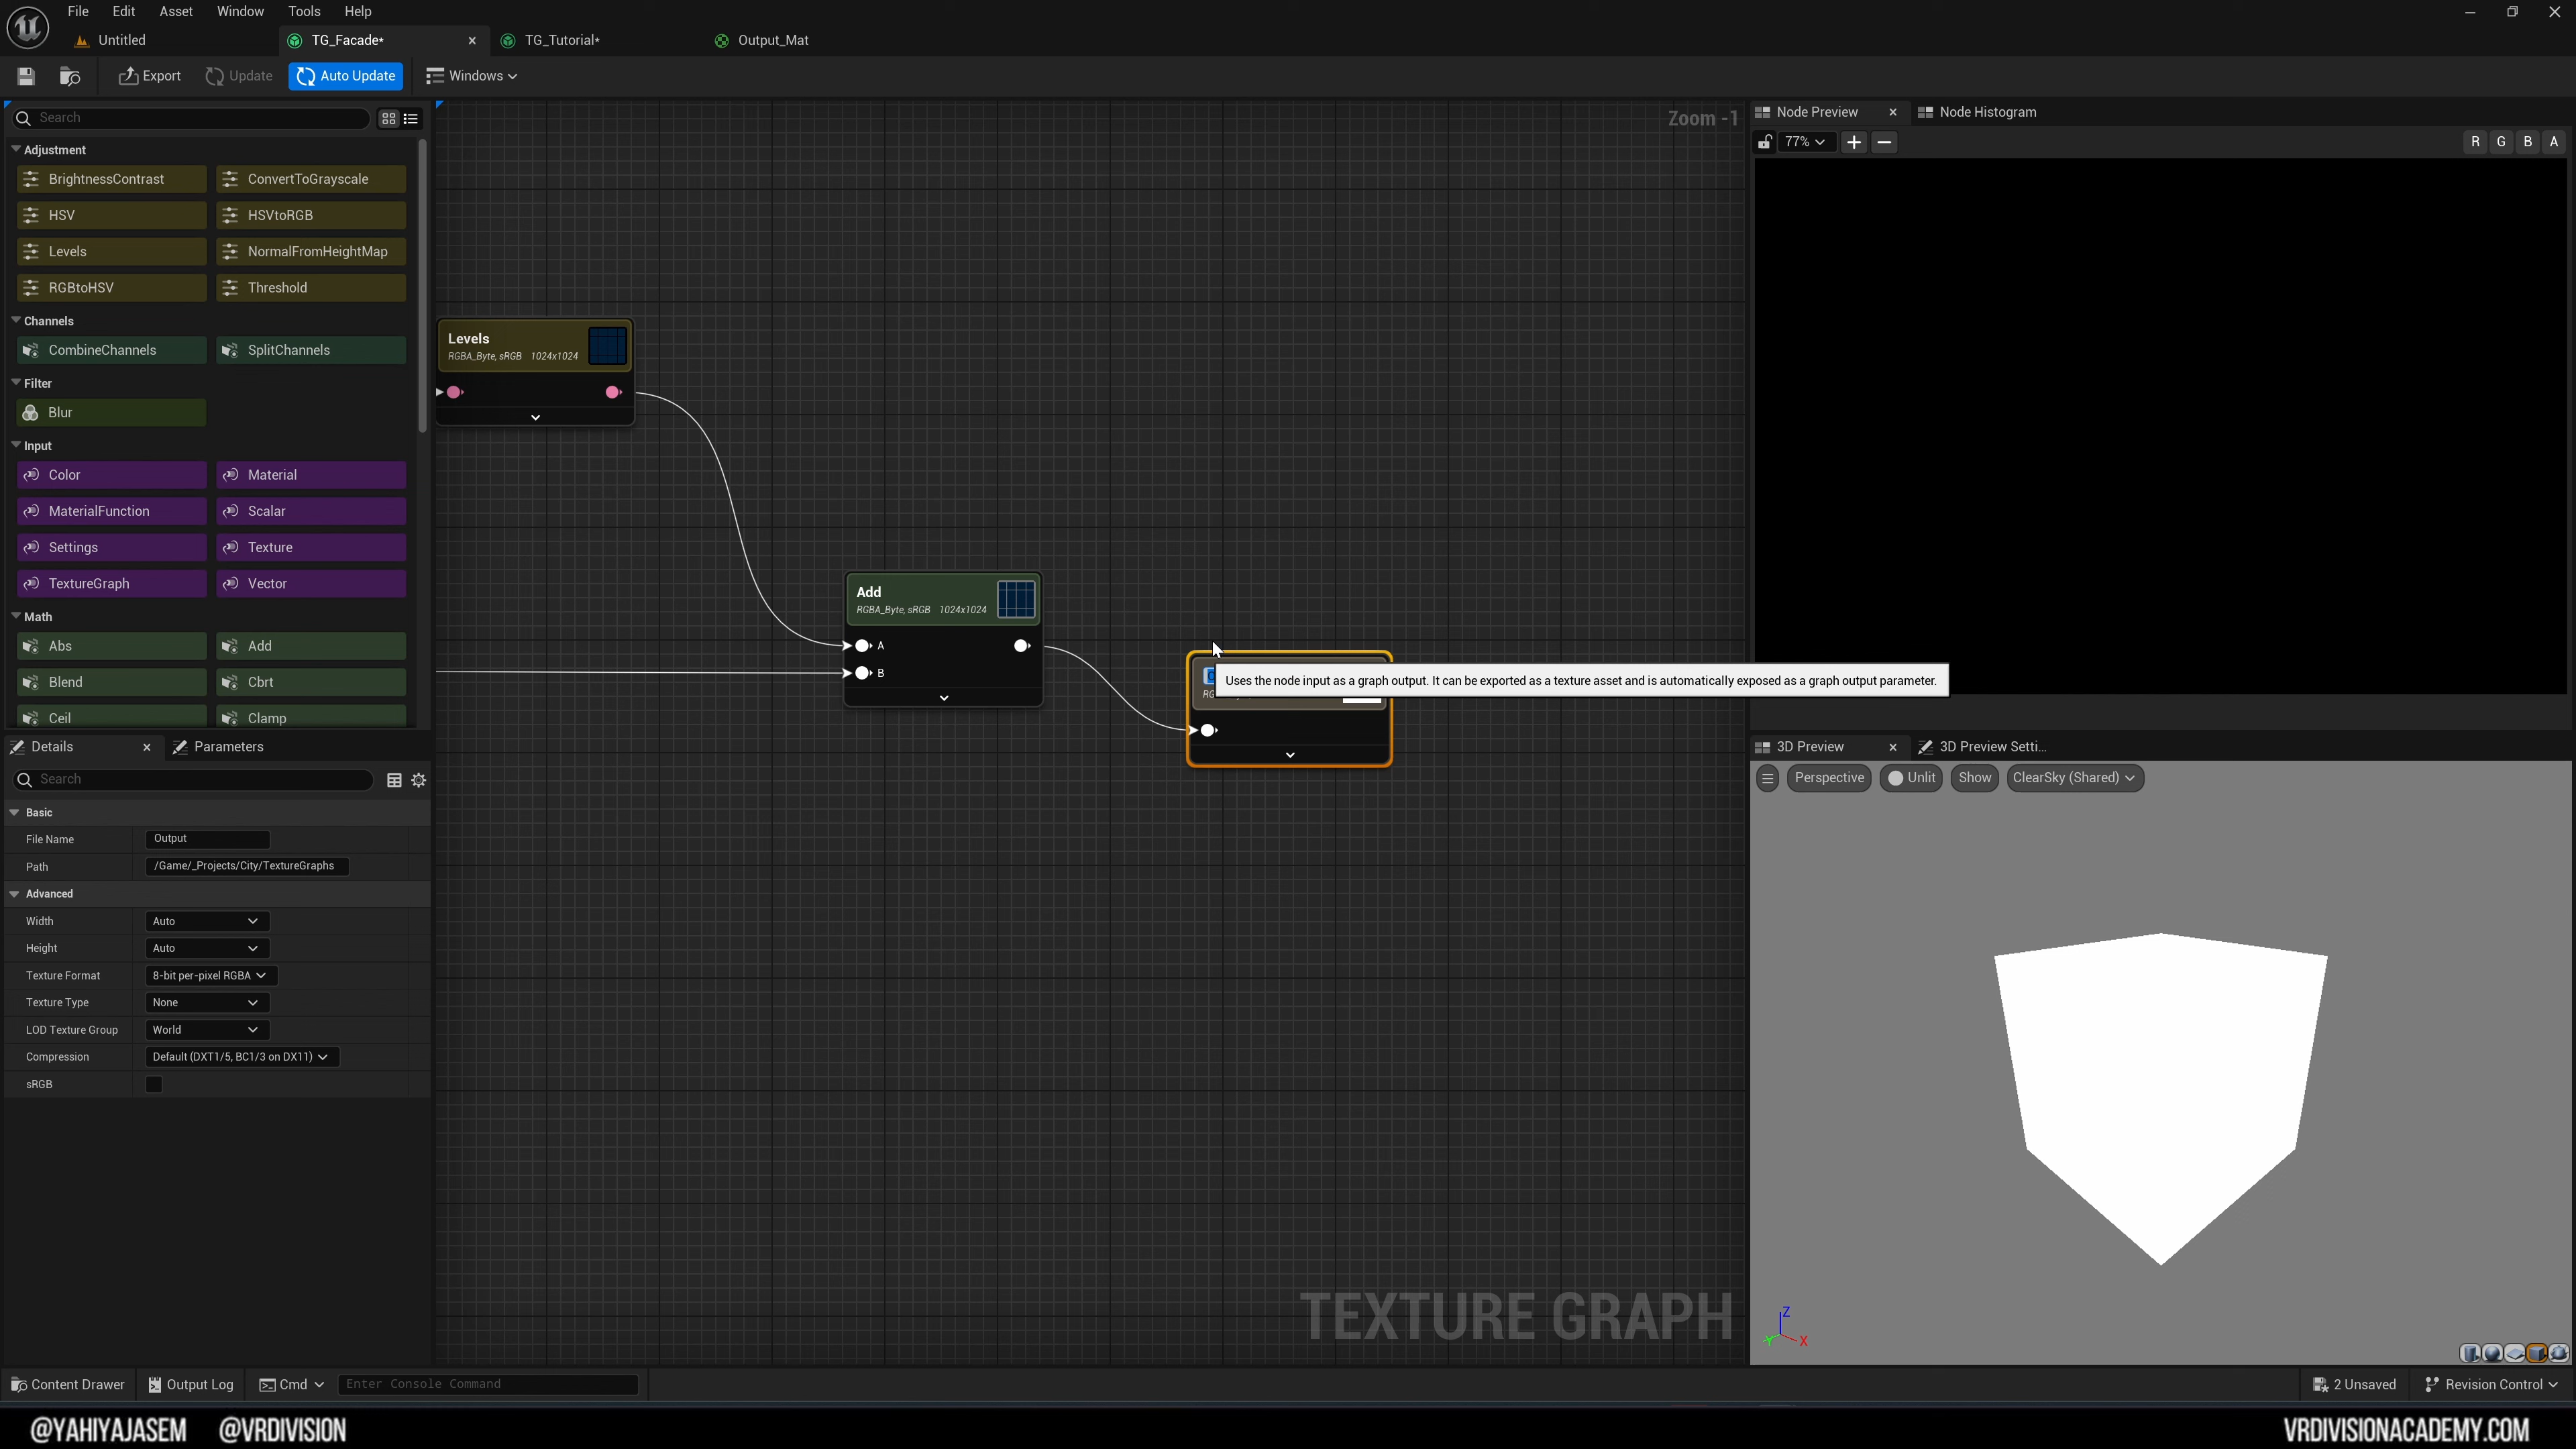 File Edit Asset Window Tools Help
Untitled TG_Facade* TG_Tutorial* Output_Mat
Export Update Auto Update Windows
Search
Zoom -1
Node Preview Node Histogram
77% R G B A
Adjustment
BrightnessContrast ConvertToGrayscale
HSV HSVtoRGB
Levels NormalFromHeightMap
RGBtoHSV Threshold
Channels
CombineChannels SplitChannels
Filter
Blur
Input
Color Material
MaterialFunction Scalar
Settings Texture
TextureGraph Vector
Math
Abs Add
Blend Cbrt
Ceil Clamp
Levels
RGBA_Byte, sRGB 1024x1024
Add
RGBA_Byte, sRGB 1024x1024
A
B
Uses the node input as a graph output. It can be exported as a texture asset and is automatically exposed as a graph output parameter.
Details Parameters
Search
Basic
File Name Output
Path /Game/_Projects/City/TextureGraphs
Advanced
Width Auto
Height Auto
Texture Format 8-bit per-pixel RGBA
Texture Type None
LOD Texture Group World
Compression Default (DXT1/5, BC1/3 on DX11)
sRGB
3D Preview 3D Preview Setti...
Perspective Unlit Show ClearSky (Shared)
Z
Y X
TEXTURE GRAPH
Content Drawer Output Log Cmd Enter Console Command 2 Unsaved Revision Control
@YAHIYAJASEM @VRDIVISION VRDIVISIONACADEMY.COM